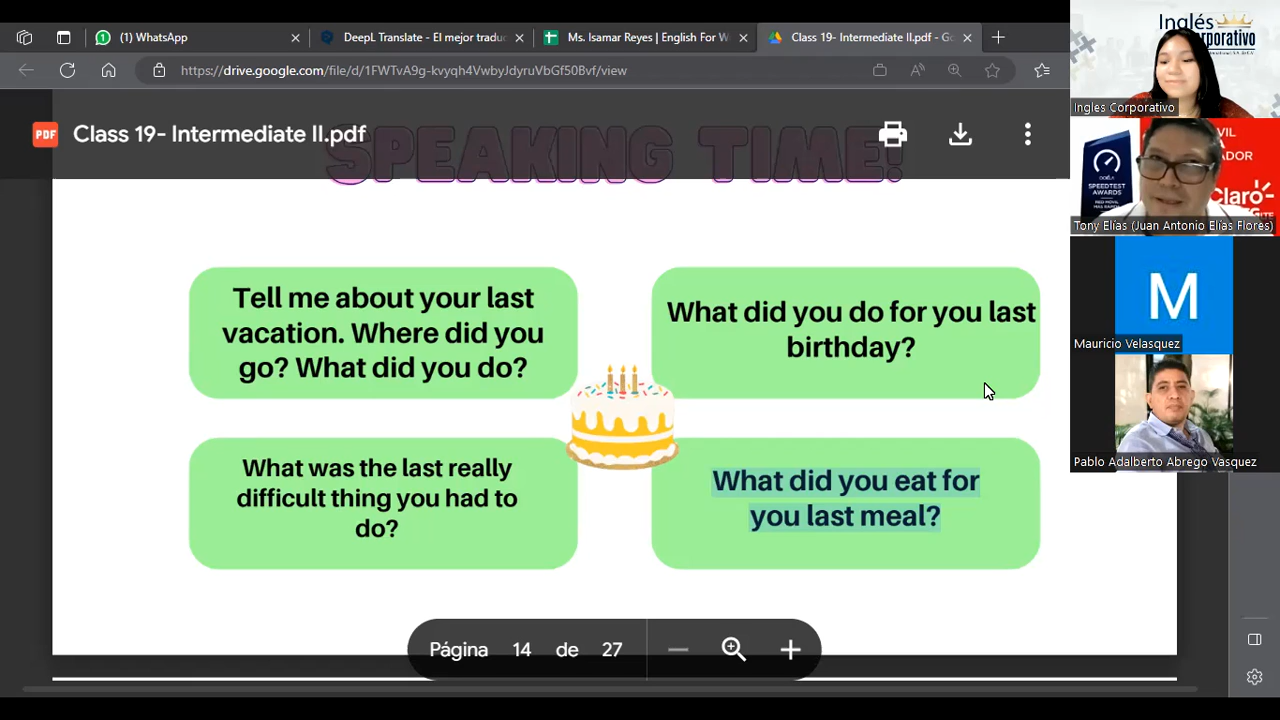 (1) WhatsApp
DeepL Translate - El mejor traduc
Ms. Isamar Reyes | English For W
Class 19- Intermediate II.pdf - Go
https://drive.google.com/file/d/1FWTvA9g-kvyqh4VwbyJdyruVbGf50Bvf/view
PDF
Class 19- Intermediate II.pdf
SPEAKING TIME!
Tell me about your last
vacation. Where did you
go? What did you do?
What did you do for you last
birthday?
What was the last really
difficult thing you had to
do?
What did you eat for
you last meal?
Página 14 de 27
Inglés
Corporativo
Ingles Corporativo
SPEEDTEST
AWARDS
Claro
Tony Elías (Juan Antonio Elías Flores)
M
Mauricio Velasquez
Pablo Adalberto Abrego Vasquez